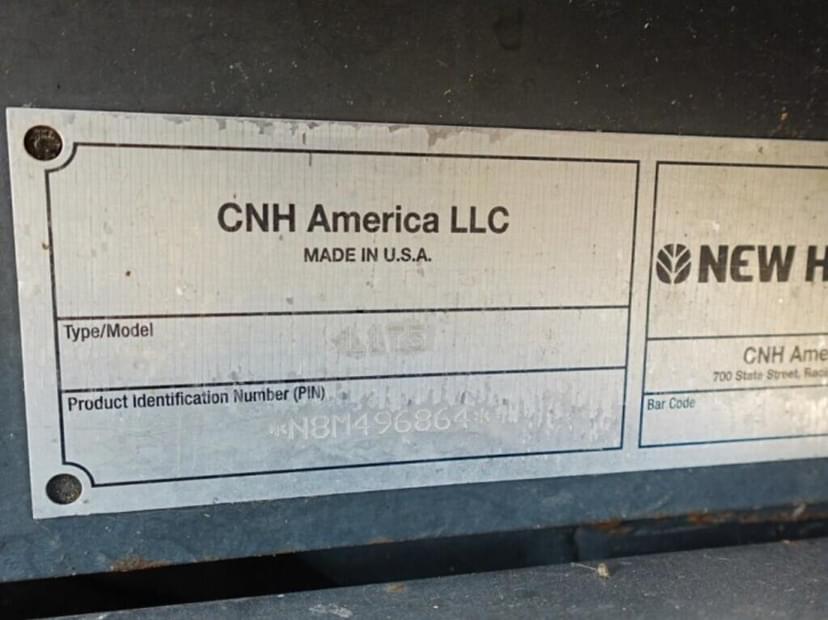 CNH America LLC
MADE IN U.S.A.
Type/Model
Product Identification Number (PIN)
*N8M496864*
NEW H
CNH Ame
700 State Street, Raci
Bar Code